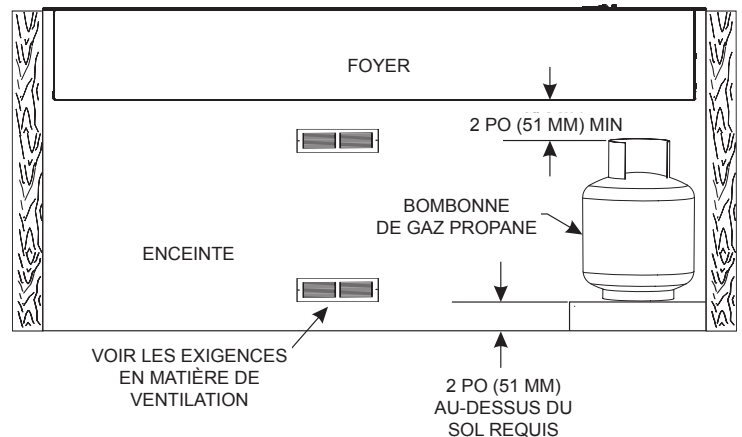 FOYER
2 PO (51 MM) MIN
BOMBONNE
DE GAZ PROPANE
ENCEINTE
VOIR LES EXIGENCES
EN MATIÈRE DE
VENTILATION
2 PO (51 MM)
AU-DESSUS DU
SOL REQUIS